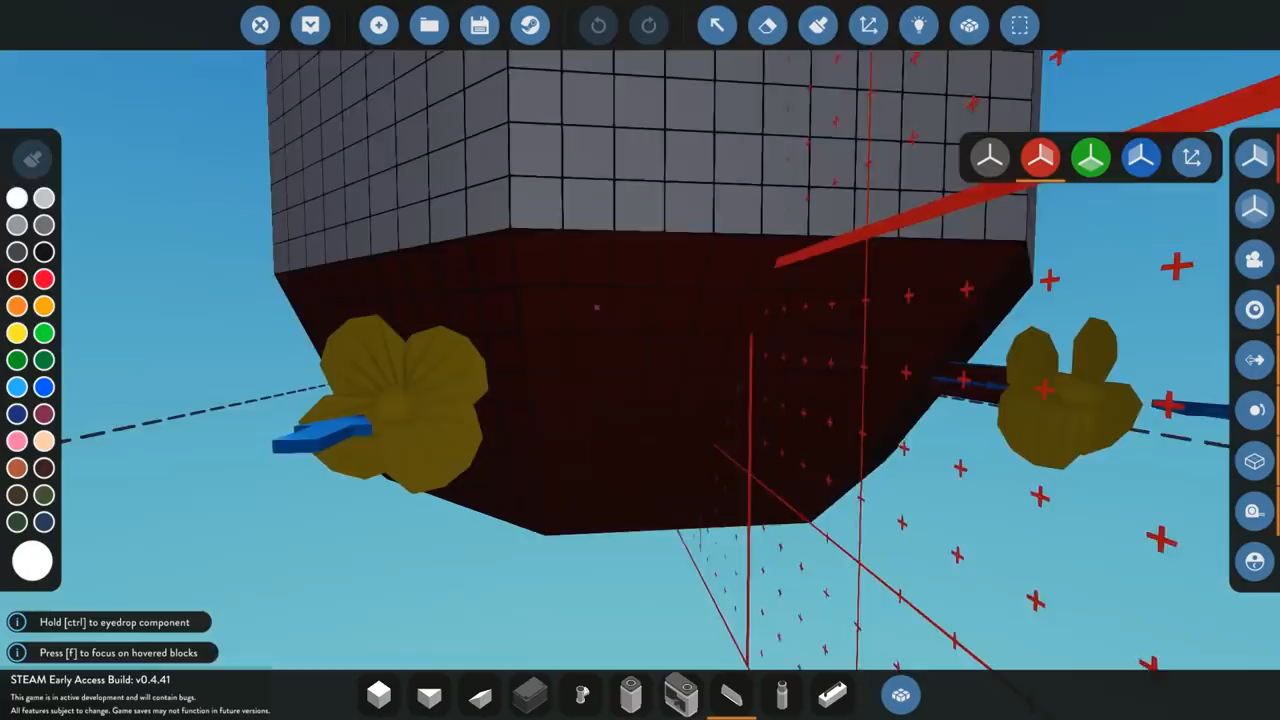 Hold [ctrl] to eyedrop component
Press [f] to focus on hovered blocks
STEAM Early Access Build: v0.4.41
This game is in active development and will contain bugs.
All features subject to change. Game saves may not function in future versions.